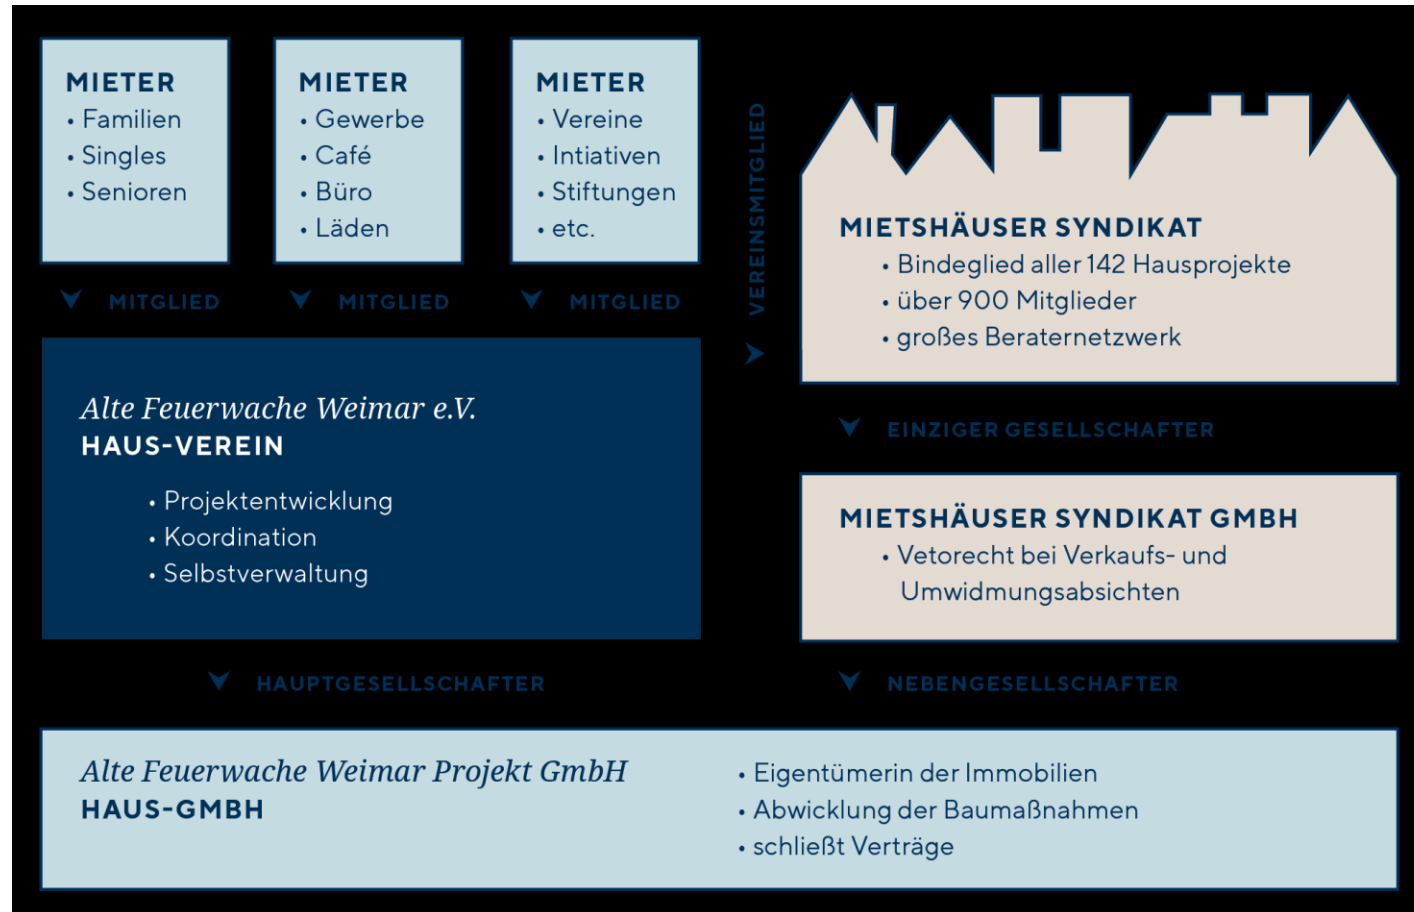 MIETER
• Familien
• Singles
• Senioren
MIETER
• Gewerbe
• Café
• Büro
• Läden
MIETER
• Vereine
• Intiativen
• Stiftungen
• etc.
MITGLIED
MITGLIED
MITGLIED
Alte Feuerwache Weimar e.V.
HAUS-VEREIN
• Projektentwicklung
• Koordination
• Selbstverwaltung
VEREINSMITGLIED
MIETSHÄUSER SYNDIKAT
• Bindeglied aller 142 Hausprojekte
• über 900 Mitglieder
• großes Beraternetzwerk
EINZIGER GESELLSCHAFTER
MIETSHÄUSER SYNDIKAT GMBH
• Vetorecht bei Verkaufs- und
Umwidmungsabsichten
HAUPTGESELLSCHAFTER
NEBENGESELLSCHAFTER
Alte Feuerwache Weimar Projekt GmbH
HAUS-GMBH
• Eigentümerin der Immobilien
• Abwicklung der Baumaßnahmen
• schließt Verträge